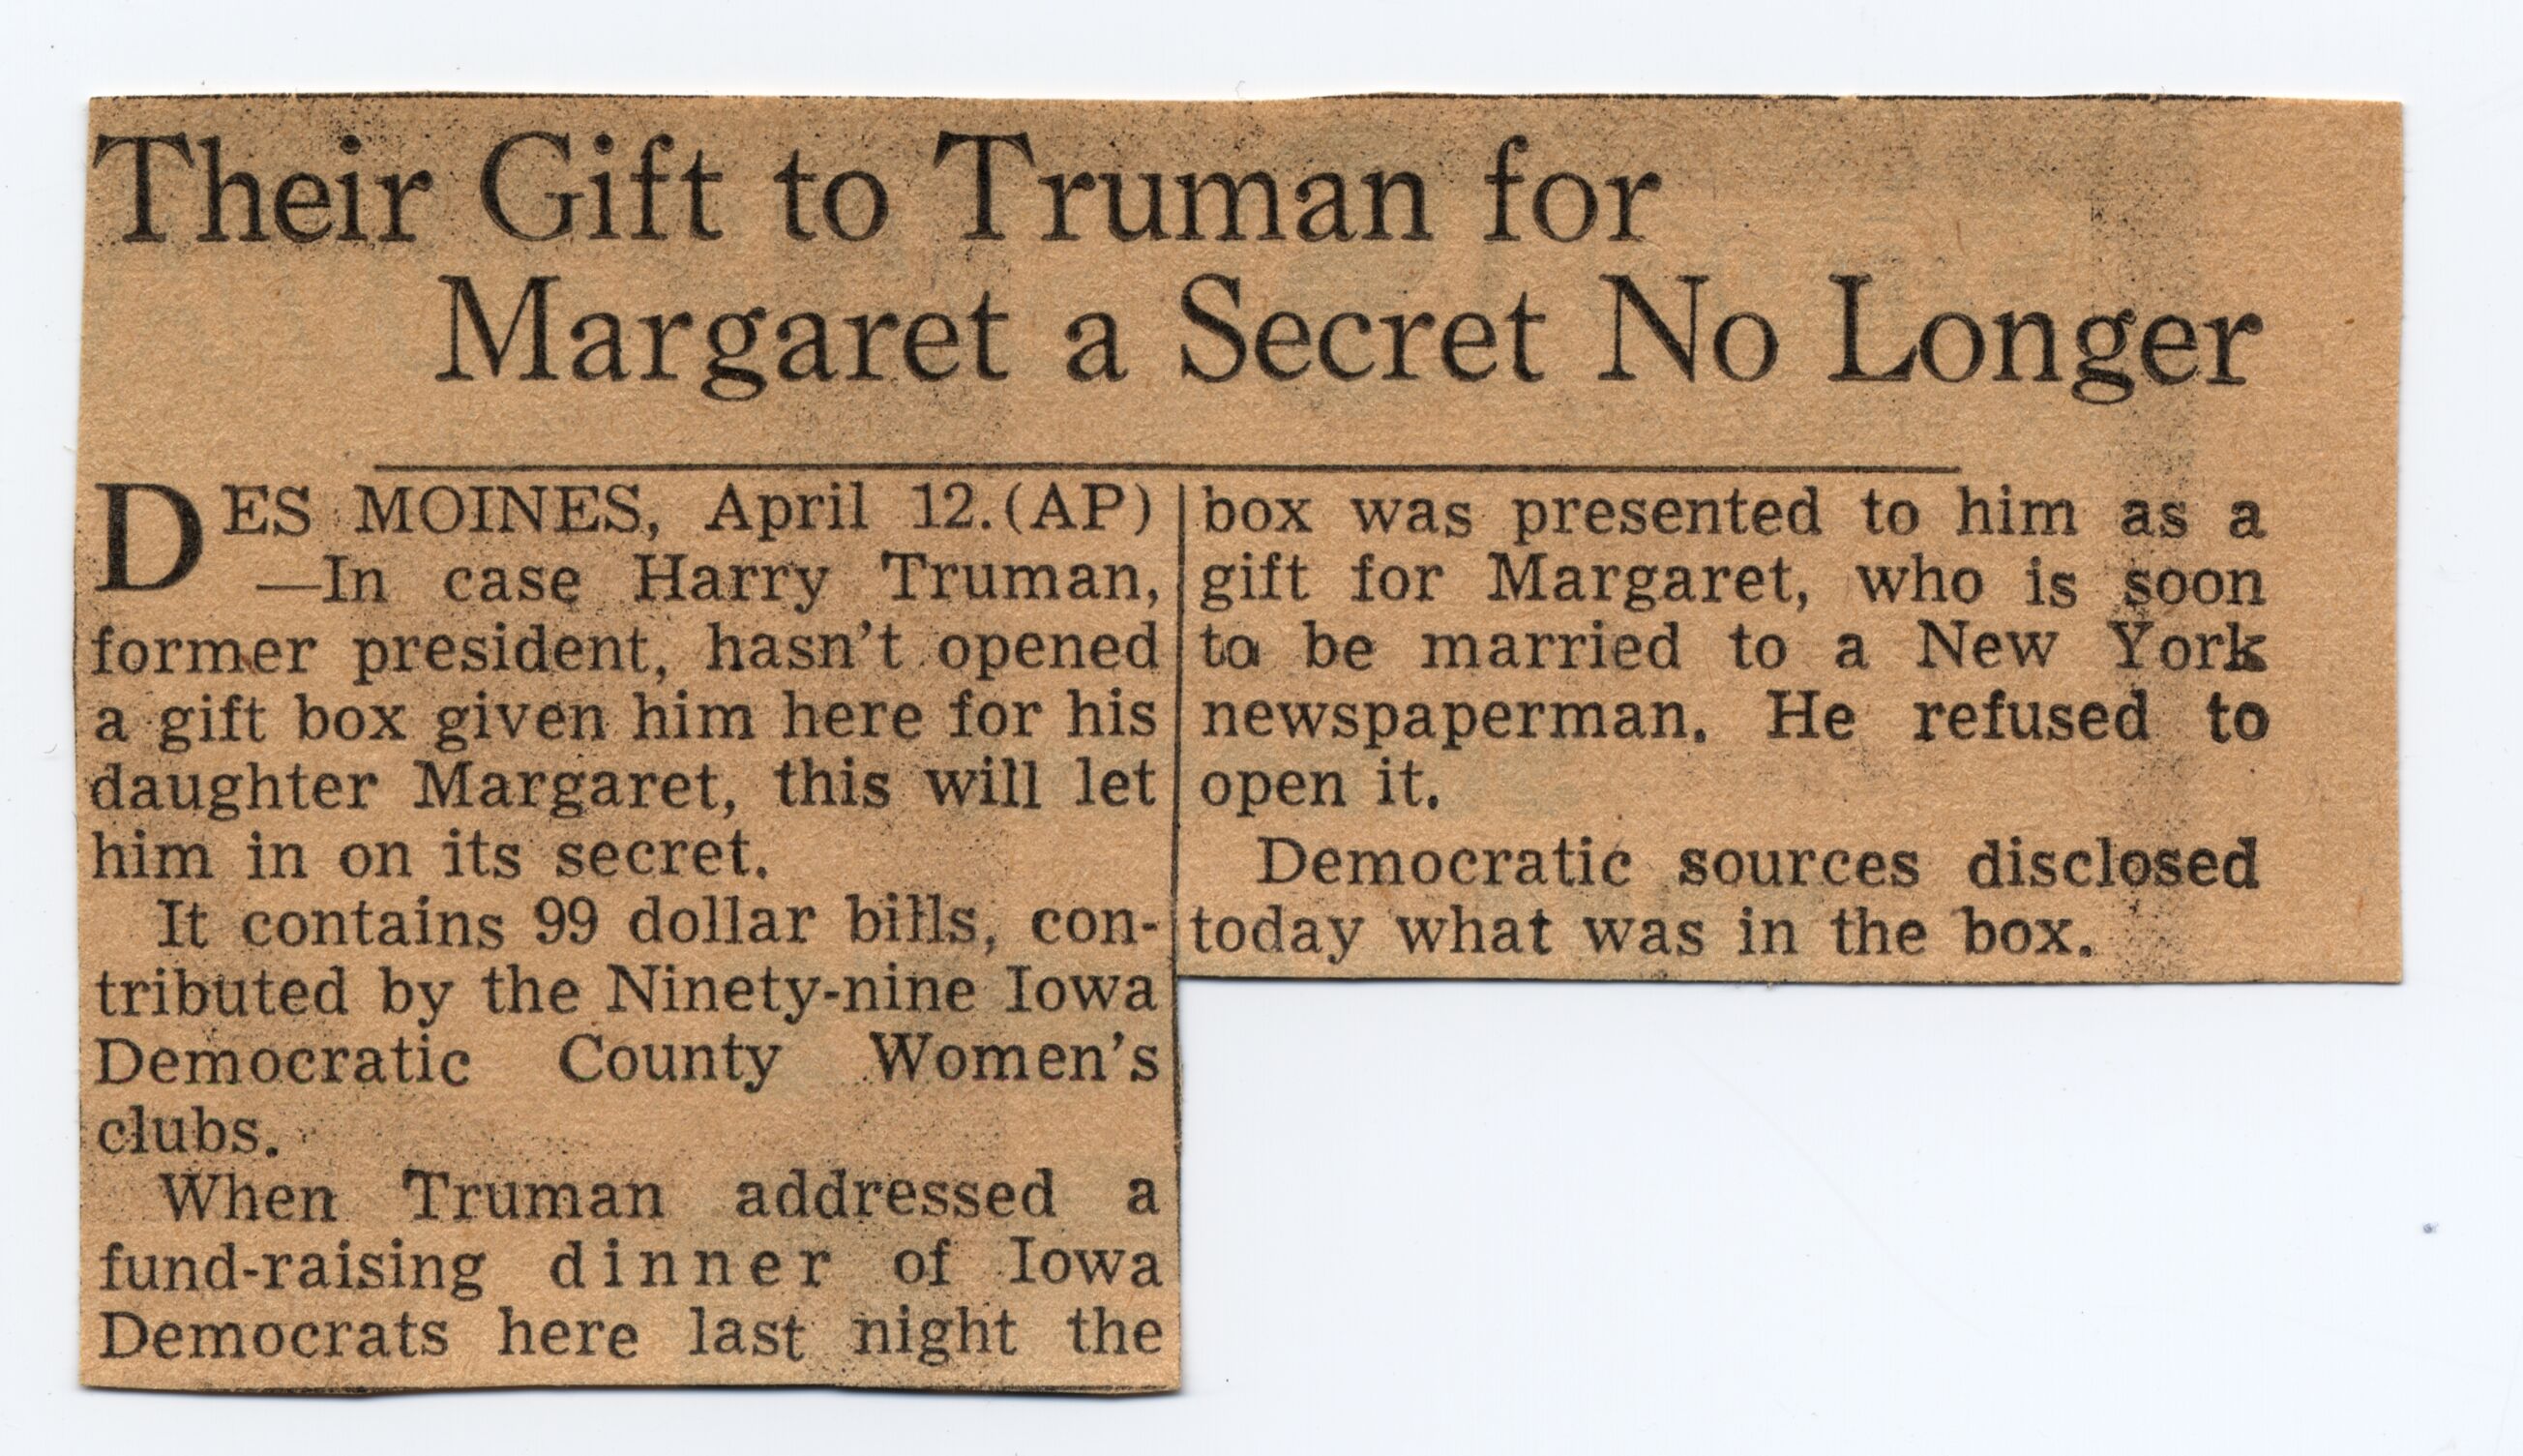 Their Gift to Truman for
Margaret a Secret No Longer
DES MOINES, April 12.(AP)
—In case Harry Truman,
former president, hasn't opened
a gift box given him here for his
daughter Margaret, this will let
him in on its secret.
It contains 99 dollar bills, con-
tributed by the Ninety-nine Iowa
Democratic County Women's
clubs.
When Truman addressed a
fund-raising dinner of Iowa
Democrats here last night the
box was presented to him as a
gift for Margaret, who is soon
to be married to a New York
newspaperman. He refused to
open it.
Democratic sources disclosed
today what was in the box.